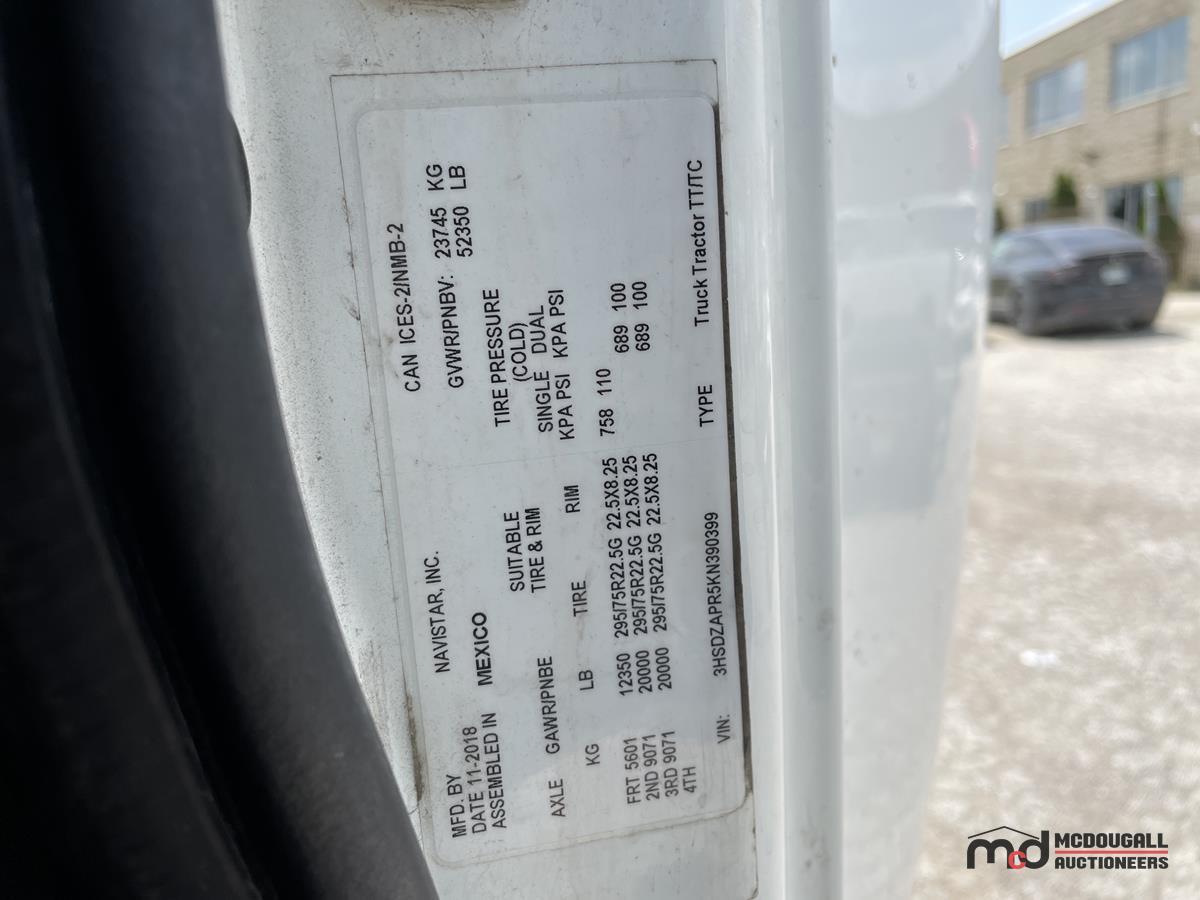 CAN ICES-2/NMB-2
MFD. BY NAVISTAR, INC.
DATE 11-2018 GVWR/PNBV: 23745 KG
ASSEMBLED IN MEXICO 52350 LB
SUITABLE TIRE PRESSURE
TIRE & RIM (COLD)
SINGLE DUAL
AXLE GAWR/PNBE TIRE RIM KPA PSI KPA PSI
KG LB
FRT 5601 12350 295/75R22.5G 22.5X8.25 758 110
2ND 9071 20000 295/75R22.5G 22.5X8.25 689 100
3RD 9071 20000 295/75R22.5G 22.5X8.25 689 100
4TH
VIN: 3HSDZAPR5KN390399 TYPE Truck Tractor TT/TC
mcd MCDOUGALL
AUCTIONEERS